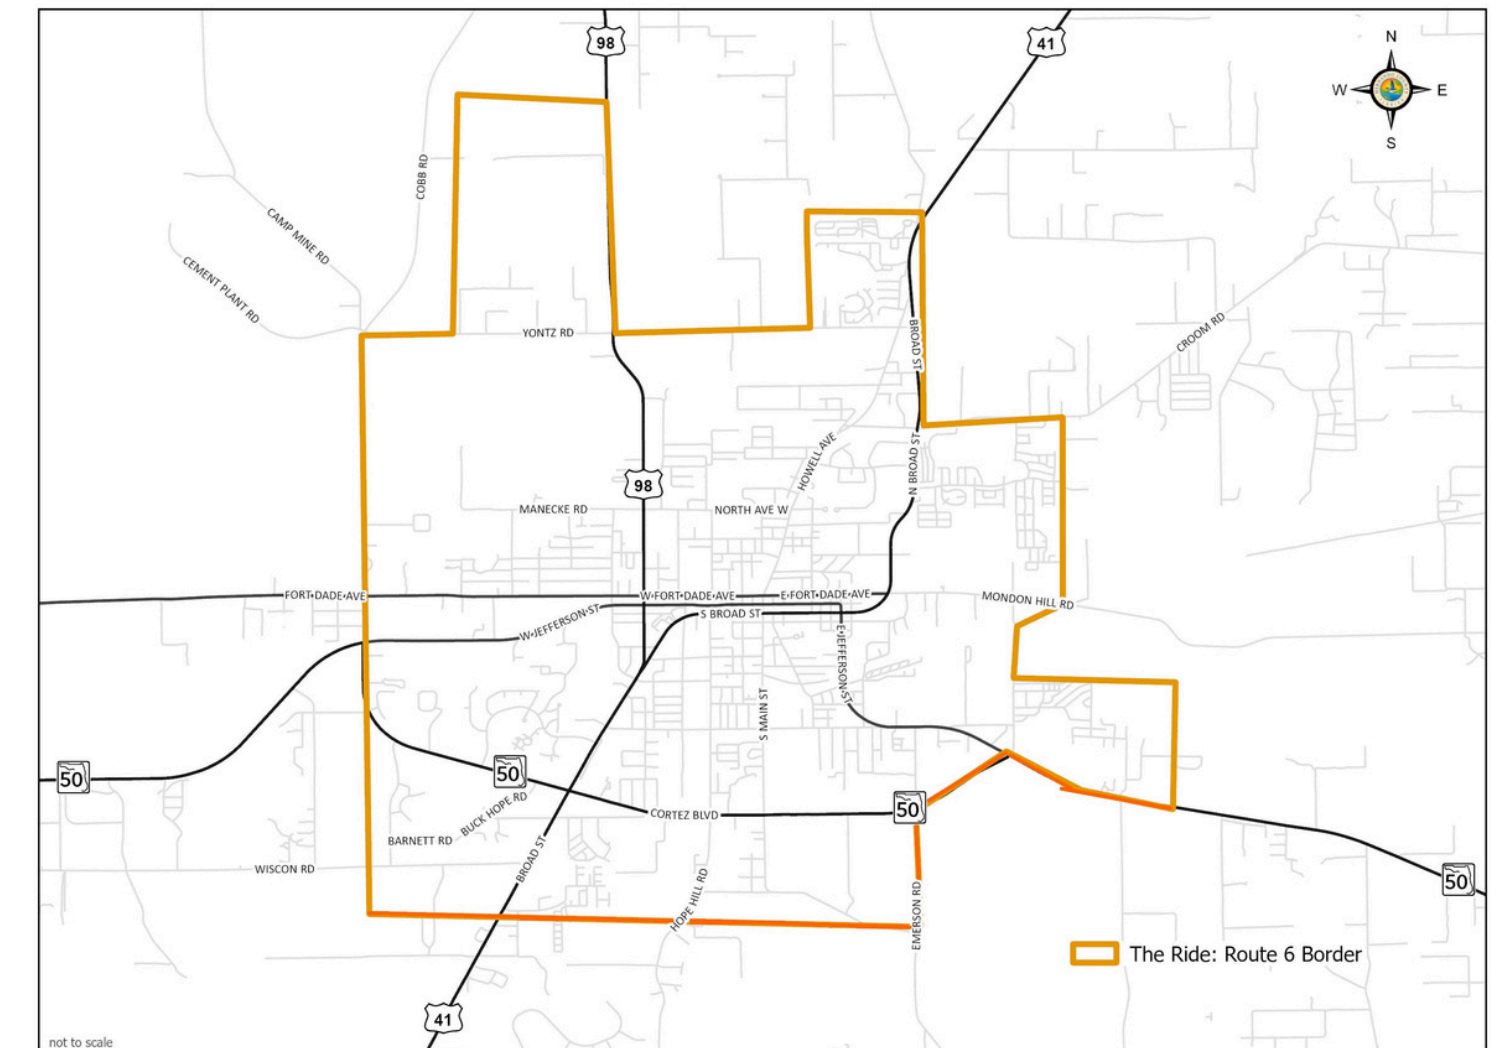 98
41
N
W
E
S
COBB RD
CAMP MINE RD
CEMENT PLANT RD
YONTZ RD
BROAD ST
CROOM RD
HOWELL AVE
N BROAD ST
98
MANECKE RD
NORTH AVE W
FORT DADE AVE
W FORT DADE AVE
E FORT DADE AVE
MONDON HILL RD
W JEFFERSON ST
S BROAD ST
E JEFFERSON ST
S MAIN ST
50
50
BUCK HOPE RD
CORTEZ BLVD
50
BARNETT RD
BROAD ST
WISCON RD
HOPE HILL RD
EMERSON RD
50
The Ride: Route 6 Border
41
not to scale